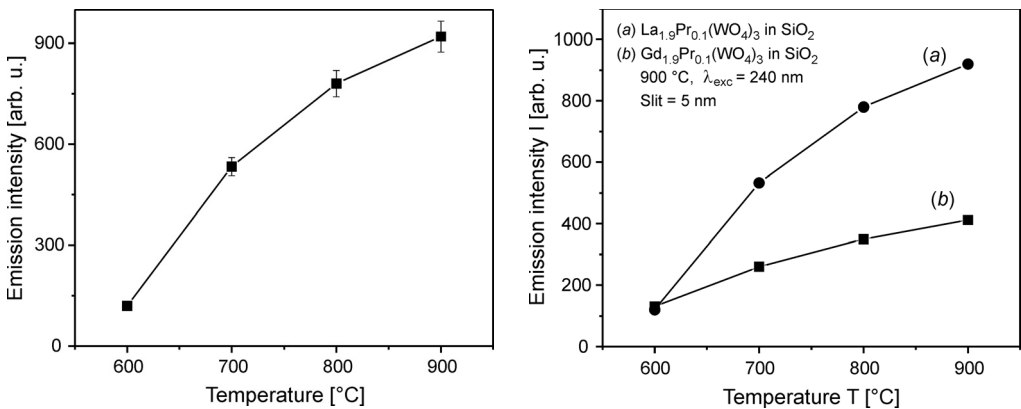 900
600
300
0
600 700 800 900
Emission intensity [arb. u.]
Temperature [°C]
(a) La1.9Pr0.1(WO4)3 in SiO2
(b) Gd1.9Pr0.1(WO4)3 in SiO2
900 °C, λexc = 240 nm
Slit = 5 nm
(a)
(b)
1000
800
600
400
200
0
600 700 800 900
Emission intensity I [arb. u.]
Temperature T [°C]